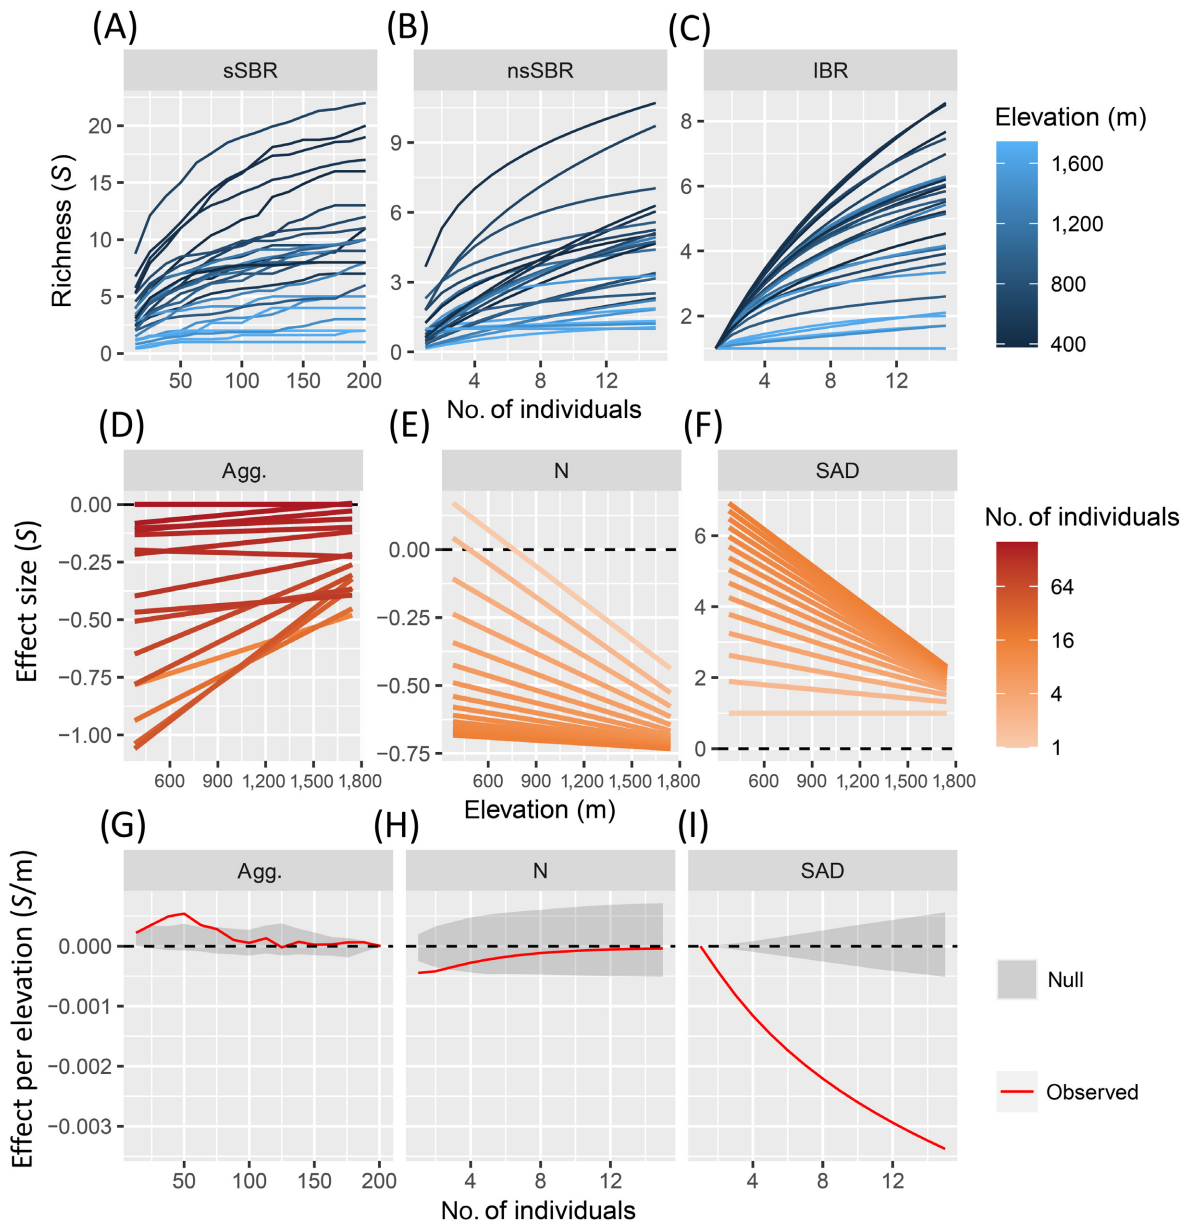 (A) (B) (C)
sSBR nsSBR IBR
Richness (S)
20
15
10
5
0
9
6
3
0
8
6
4
2
50 100 150 200
4 8 12
4 8 12
No. of individuals
Elevation (m)
1,600
1,200
800
400
(D) (E) (F)
Agg. N SAD
Effect size (S)
0.00
−0.25
−0.50
−0.75
−1.00
0.00
−0.25
−0.50
−0.75
6
4
2
0
600 900 1,200 1,500 1,800
600 900 1,200 1,500 1,800
600 900 1,200 1,500 1,800
Elevation (m)
No. of individuals
64
16
4
1
(G) (H) (I)
Agg. N SAD
Effect per elevation (S/m)
0.000
−0.001
−0.002
−0.003
50 100 150 200
4 8 12
4 8 12
No. of individuals
Null
Observed